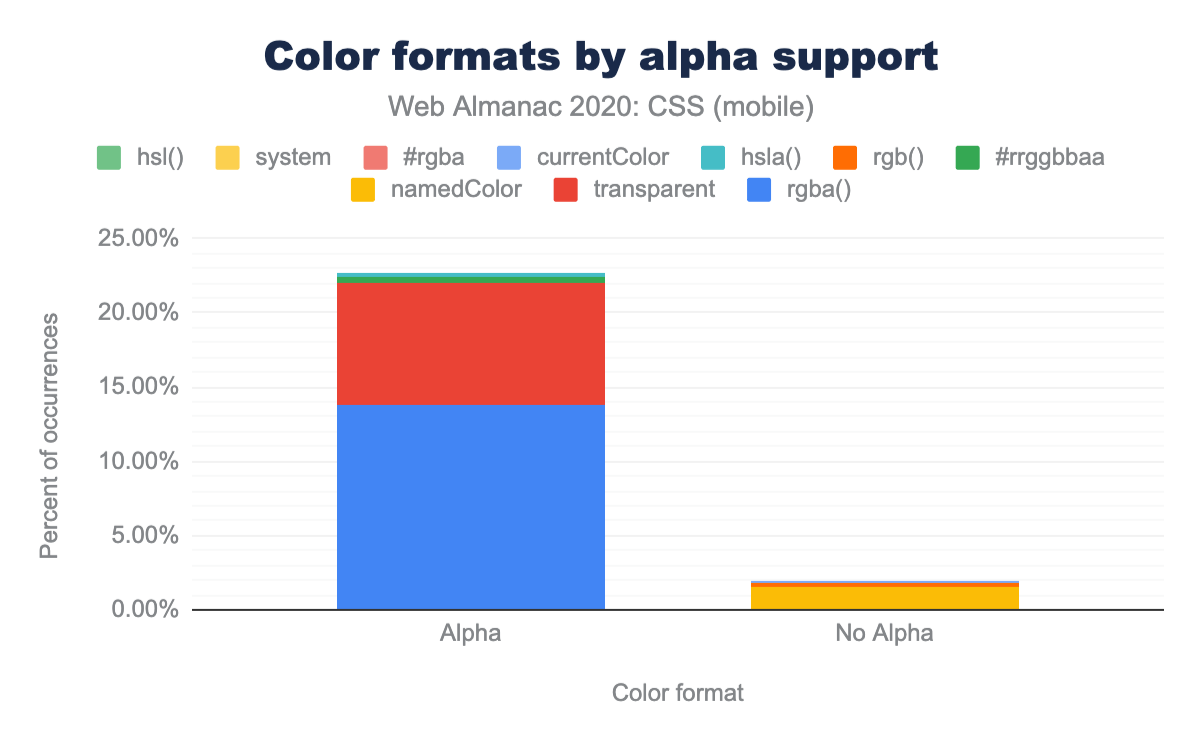 Color formats by alpha support
Web Almanac 2020: CSS (mobile)
hsl() system #rgba currentColor hsla() rgb() #rrggbbaa
namedColor transparent rgba()
25.00%
20.00%
15.00%
10.00%
5.00%
0.00%
Percent of occurrences
Alpha No Alpha
Color format